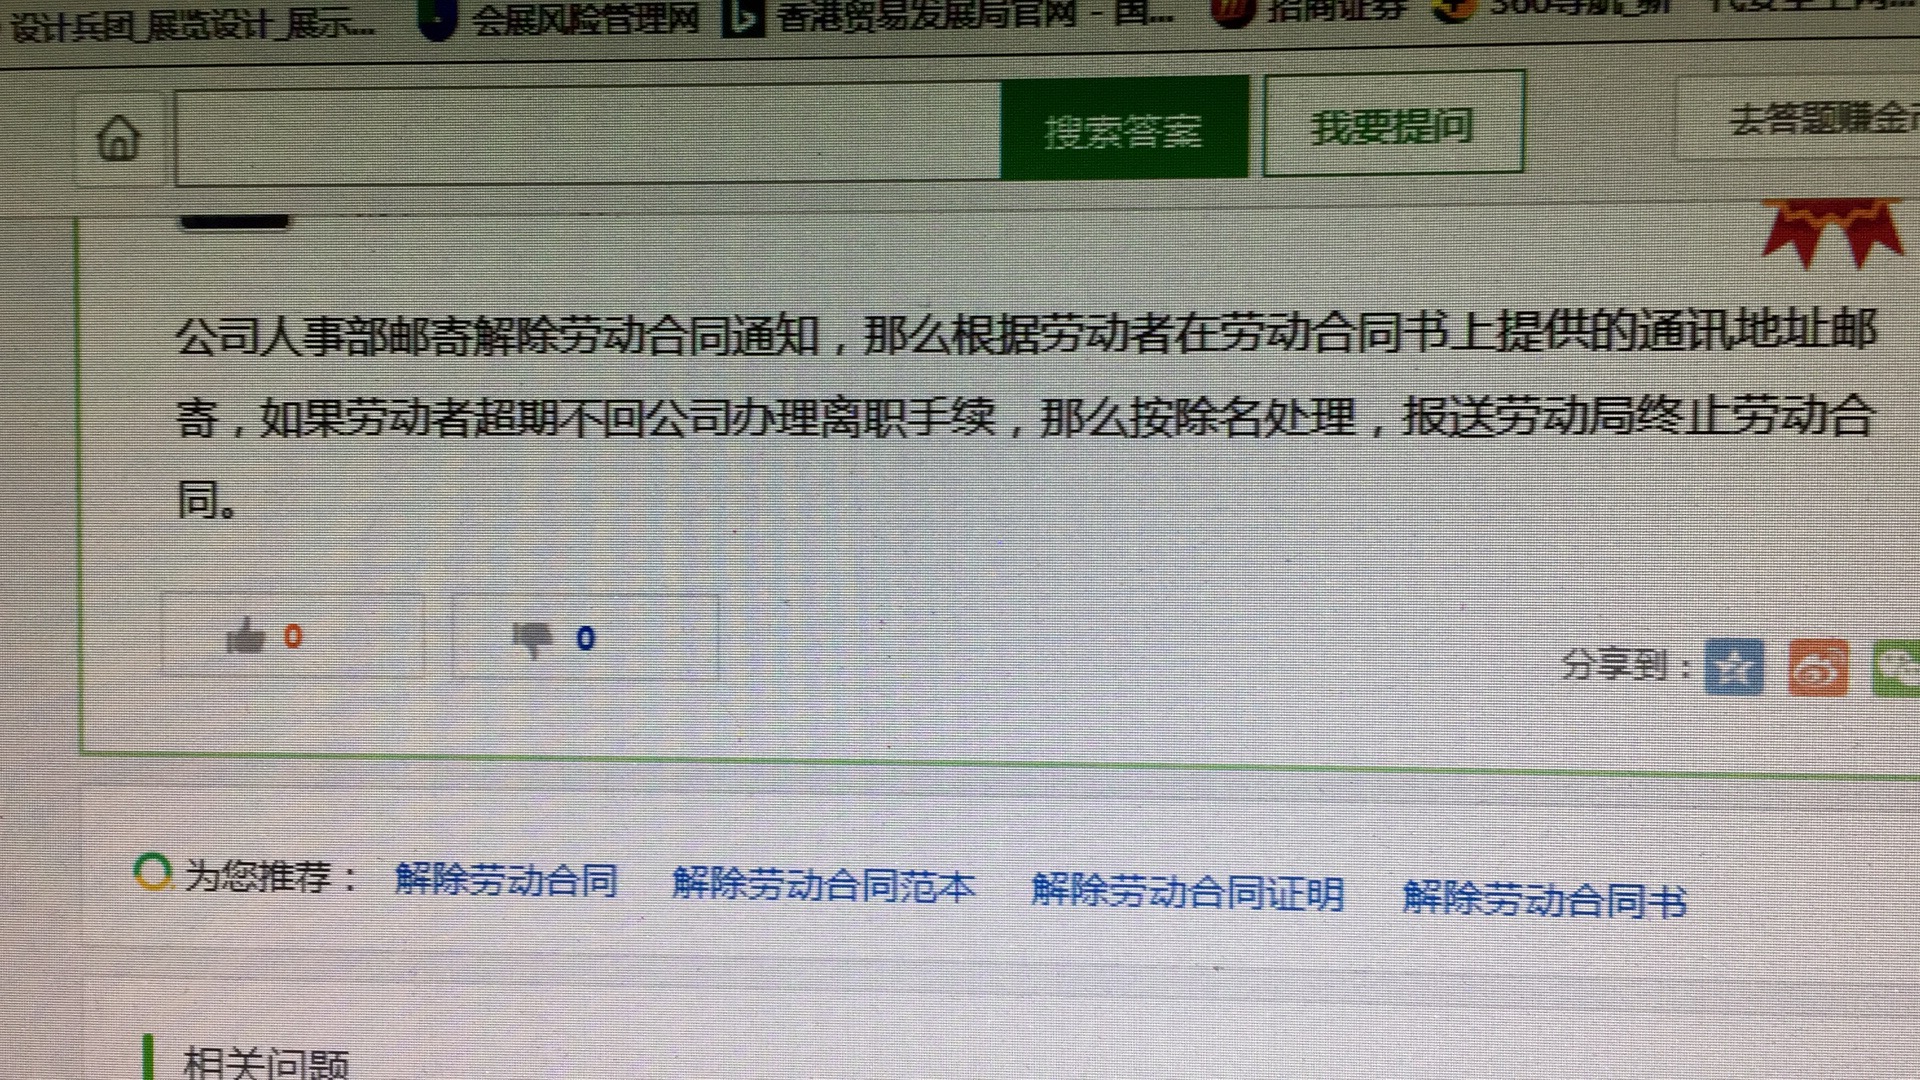 设计兵团_展览设计_展示... 会展风险管理网 香港贸易发展局官网 - 国... 招商证券 360导航_新
搜索答案 我要提问 去答题赚金
公司人事部邮寄解除劳动合同通知，那么根据劳动者在劳动合同书上提供的通讯地址邮
寄，如果劳动者超期不回公司办理离职手续，那么按除名处理，报送劳动局终止劳动合
同。
0 0
分享到：
为您推荐： 解除劳动合同 解除劳动合同范本 解除劳动合同证明 解除劳动合同书
相关问题